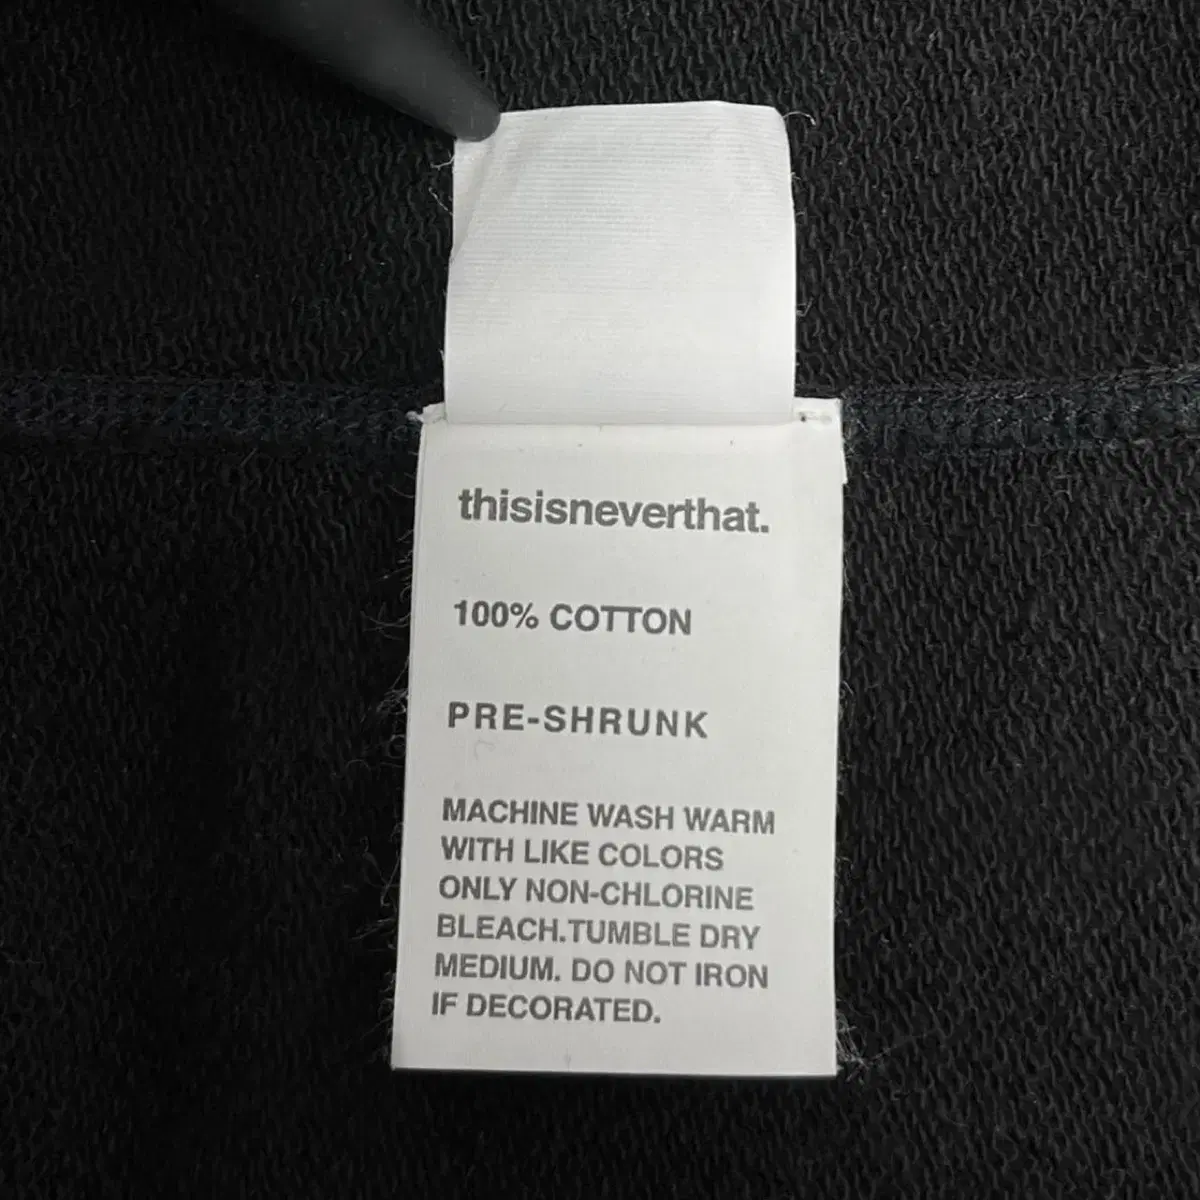 thisisneverthat.
100% COTTON
PRE-SHRUNK
MACHINE WASH WARM
WITH LIKE COLORS
ONLY NON-CHLORINE
BLEACH.TUMBLE DRY
MEDIUM. DO NOT IRON
IF DECORATED.